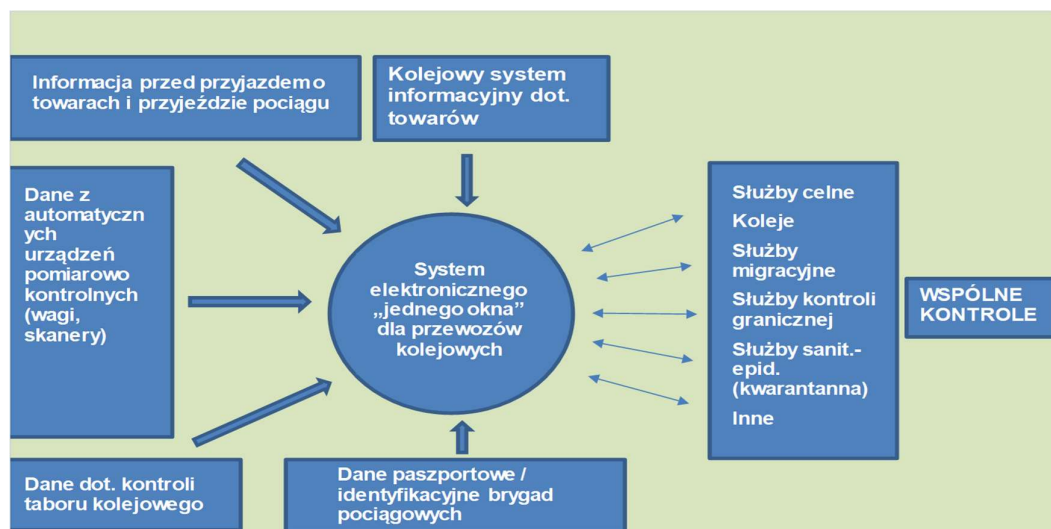 Informacja przed przyjazdem o
towarach i przyjeździe pociągu
Kolejowy system
informacyjny dot.
towarów
Dane z
automatyczn
ych
urządzeń
pomiarowo
kontrolnych
(wagi,
skanery)
System
elektronicznego
„jednego okna”
dla przewozów
kolejowych
Służby celne
Koleje
Służby
migracyjne
Służby kontroli
granicznej
Służby sanit.-
epid.
(kwarantanna)
Inne
WSPÓLNE
KONTROLE
Dane dot. kontroli
taboru kolejowego
Dane paszportowe /
identyfikacyjne brygad
pociągowych